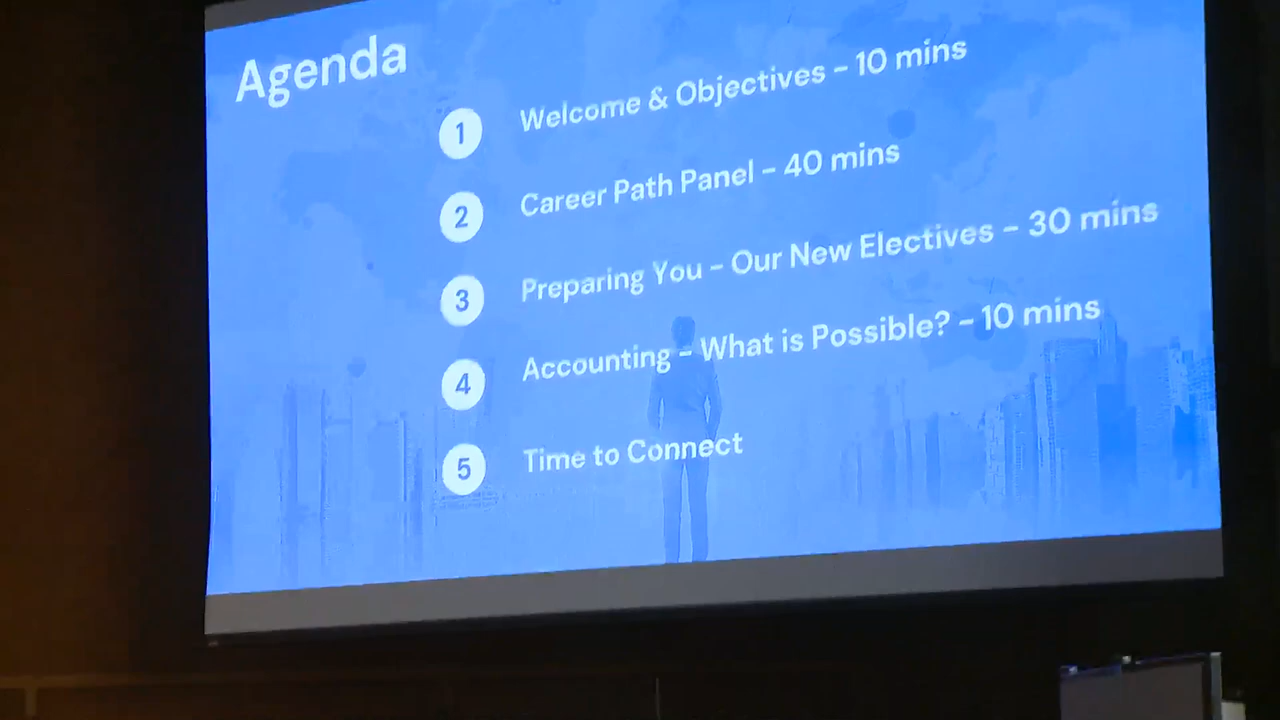 Agenda
1 Welcome & Objectives – 10 mins
2 Career Path Panel – 40 mins
3 Preparing You – Our New Electives – 30 mins
4 Accounting – What is Possible? – 10 mins
5 Time to Connect